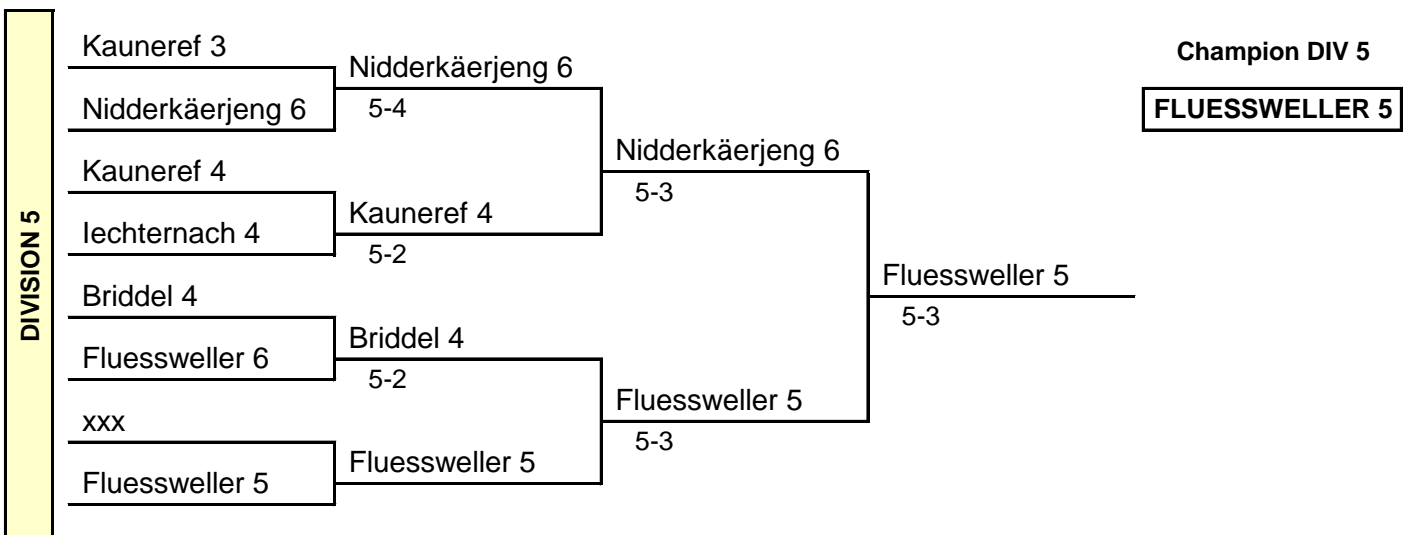 DIVISION 5
Kauneref 3
Nidderkäerjeng 6
Kauneref 4
Iechternach 4
Briddel 4
Fluessweller 6
xxx
Fluessweller 5
Nidderkäerjeng 6
5-4
Kauneref 4
5-2
Briddel 4
5-2
Fluessweller 5
Nidderkäerjeng 6
5-3
Fluessweller 5
5-3
Fluessweller 5
5-3
Champion DIV 5
FLUESSWELLER 5